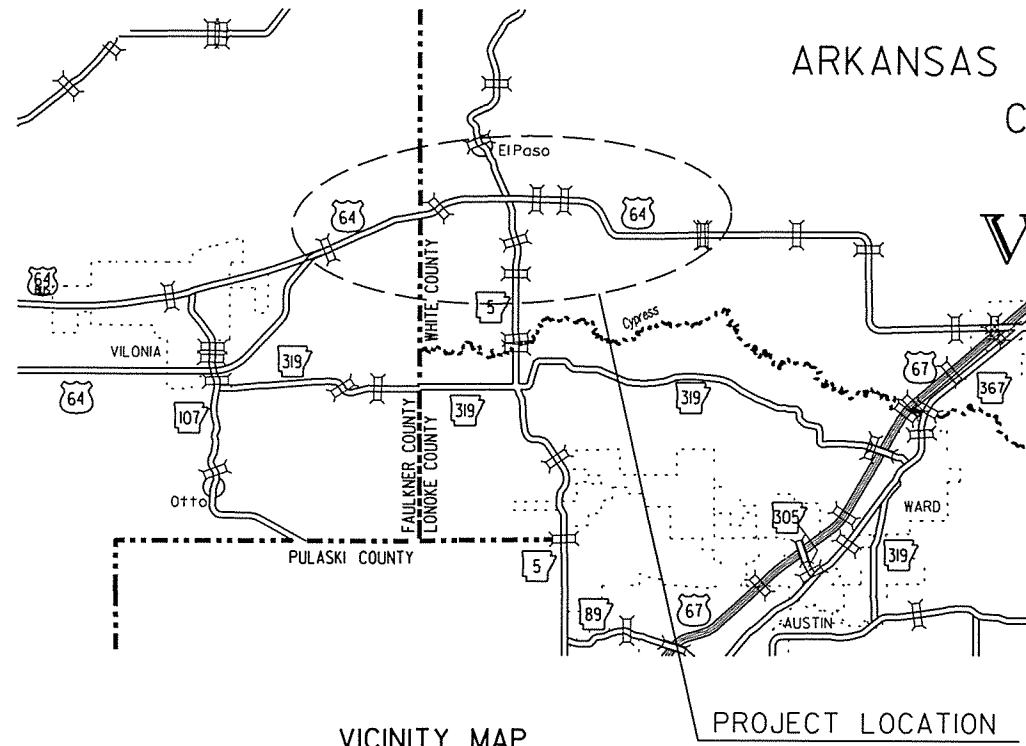 ARKANSAS
C
El Paso
64
64
V
64
BUS
WHITE COUNTY
5
Cypress
VILONIA
319
67
367
64
107
319
319
FAULKNER COUNTY
LONOKE COUNTY
Otto
305
WARD
PULASKI COUNTY
5
319
89
67
AUSTIN
VICINITY MAP
PROJECT LOCATION